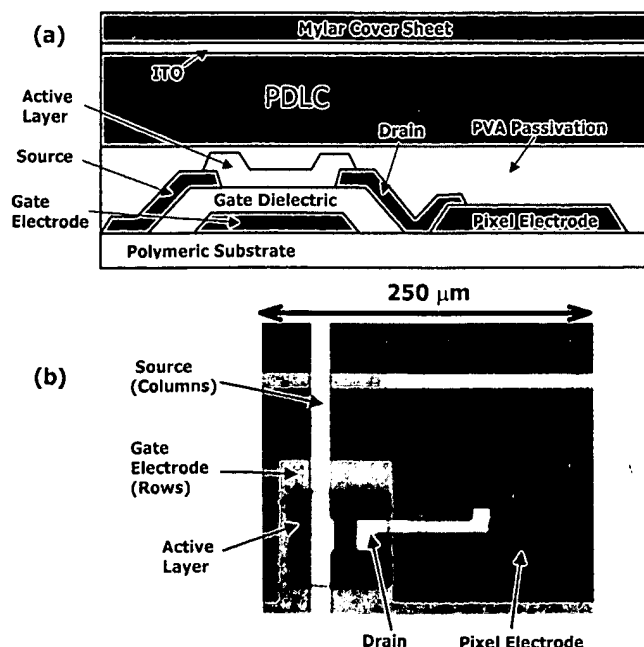 (a)
Mylar Cover Sheet
ITO
PDLC
Active
Layer
Drain
PVA Passivation
Source
Gate Dielectric
Gate
Electrode
Pixel Electrode
Polymeric Substrate
250 μm
(b)
Source
(Columns)
Gate
Electrode
(Rows)
Active
Layer
Drain
Pixel Electrode